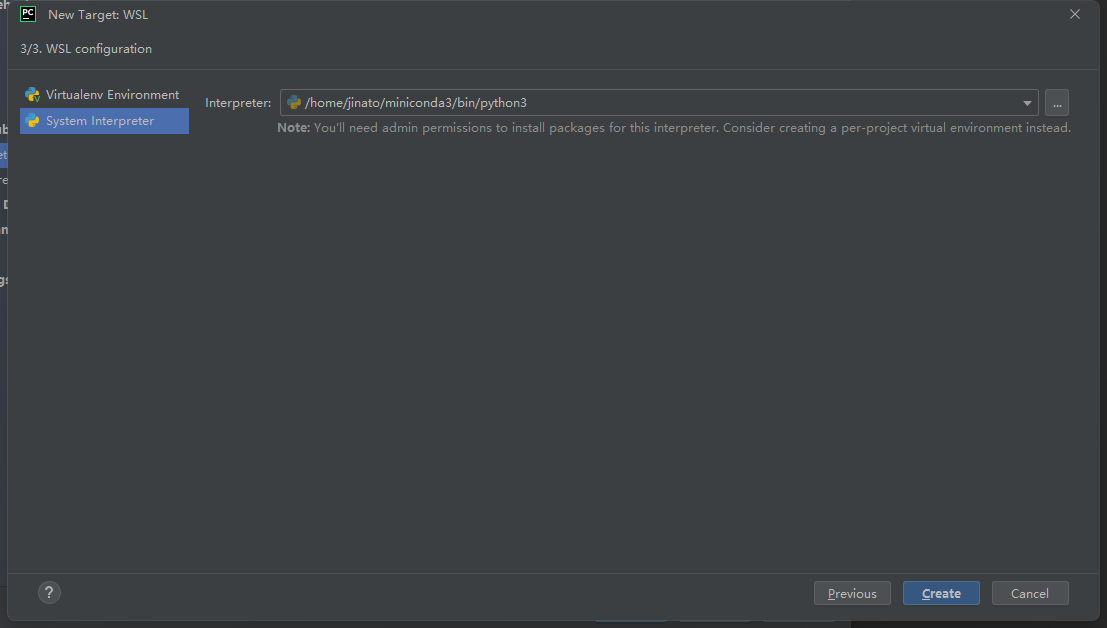 PC New Target: WSL
3/3. WSL configuration
Virtualenv Environment
System Interpreter
Interpreter: /home/jinato/miniconda3/bin/python3 ...
Note: You'll need admin permissions to install packages for this interpreter. Consider creating a per-project virtual environment instead.
? Previous Create Cancel